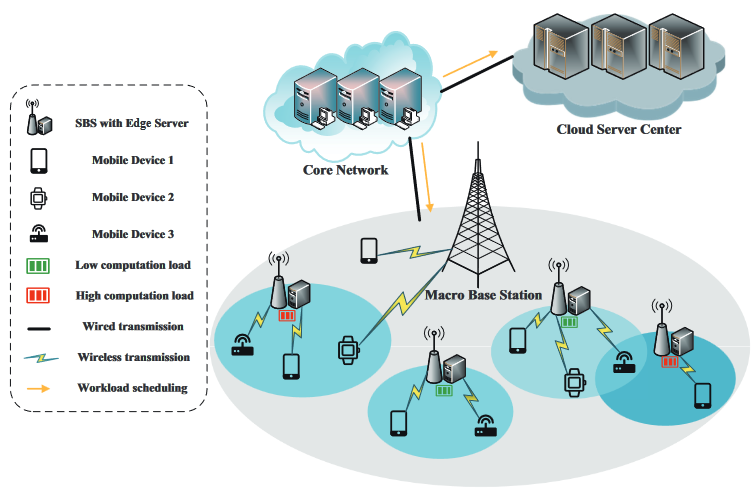 Cloud Server Center
Core Network
SBS with Edge Server
Mobile Device 1
Mobile Device 2
Mobile Device 3
Low computation load
High computation load
Wired transmission
Wireless transmission
Workload scheduling
Macro Base Station